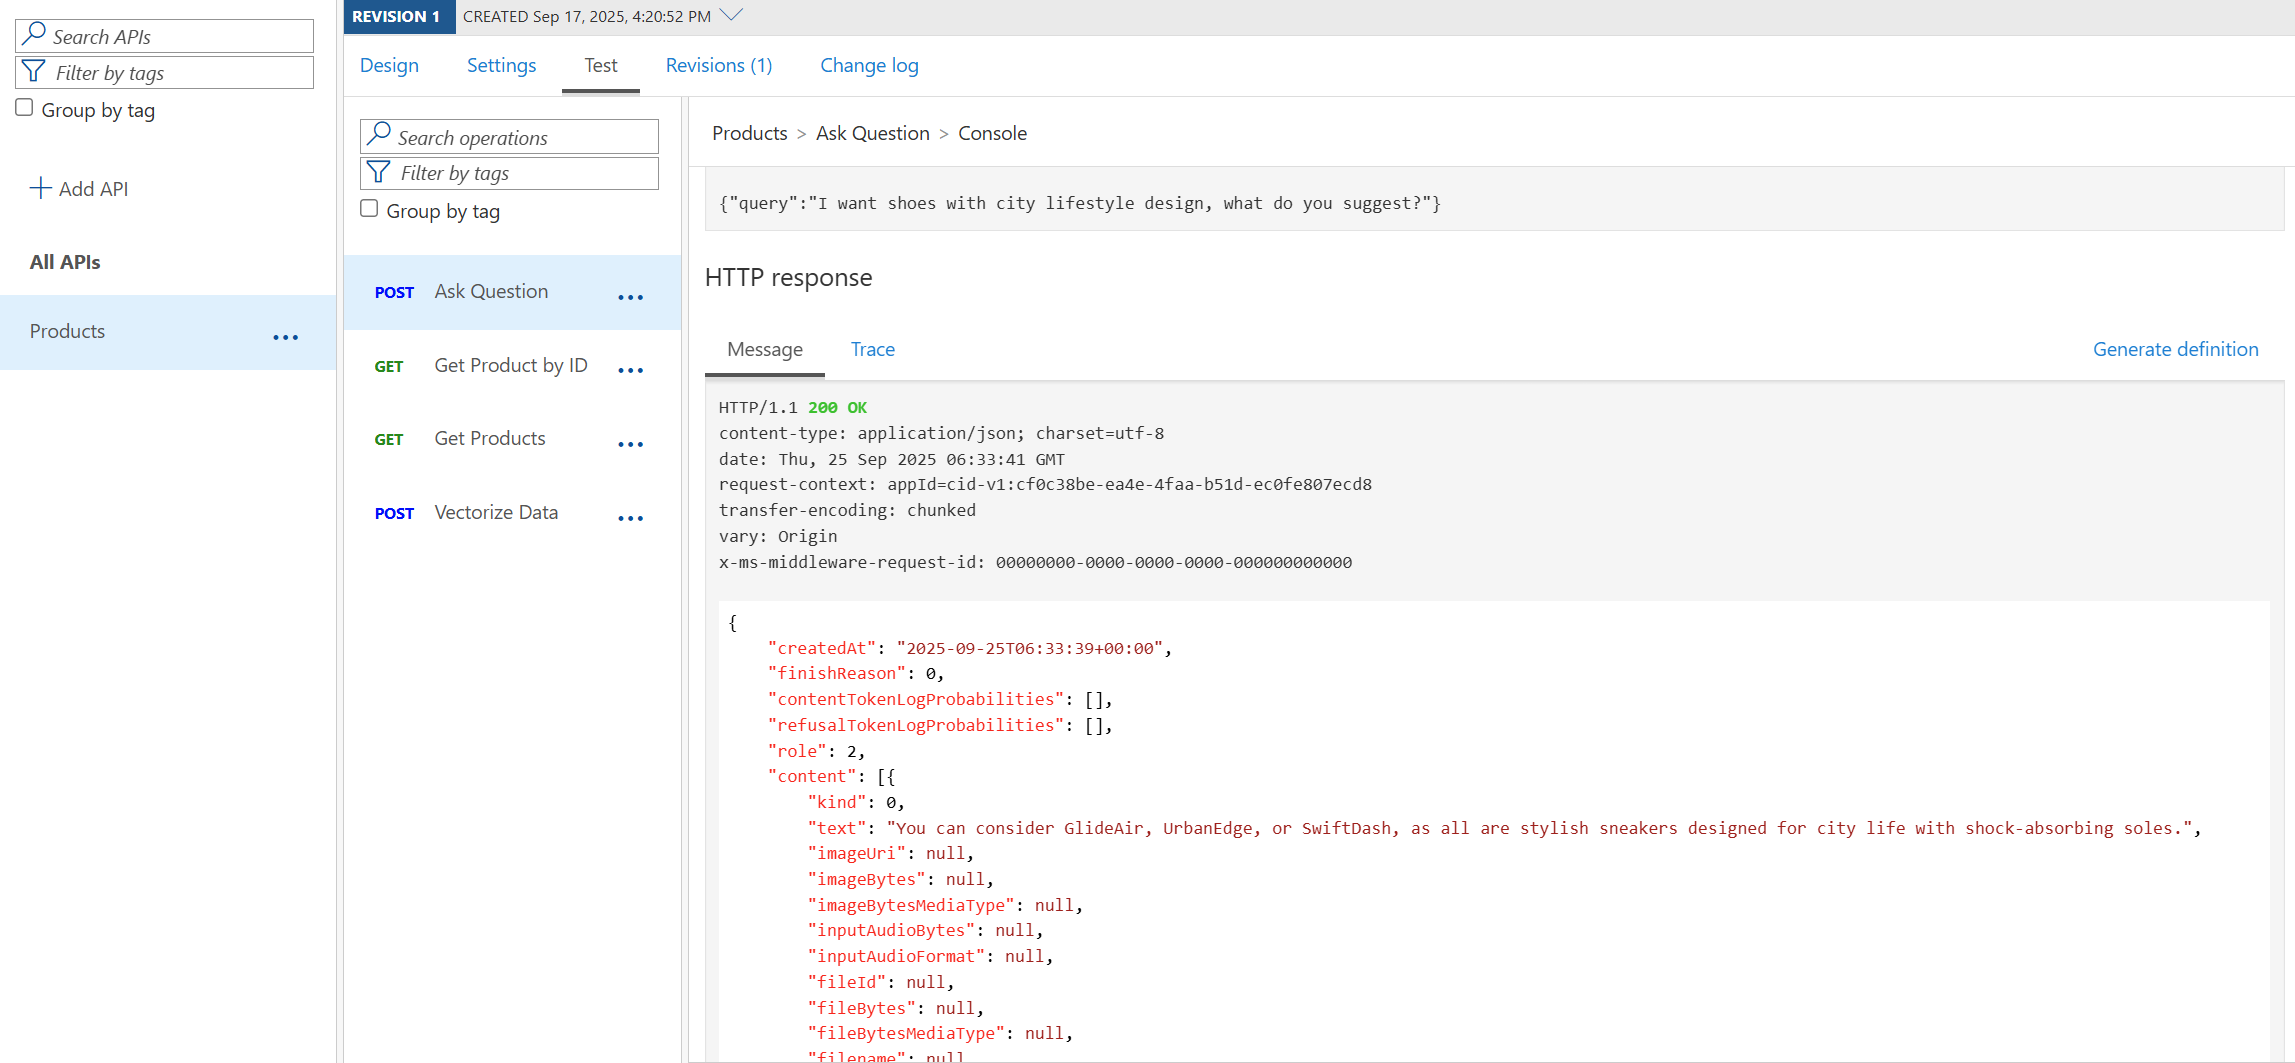 Search APIs
Filter by tags
Group by tag
Add API
All APIs
Products
REVISION 1 CREATED Sep 17, 2025, 4:20:52 PM
Design Settings Test Revisions (1) Change log
Search operations
Filter by tags
Group by tag
POST Ask Question
GET Get Product by ID
GET Get Products
POST Vectorize Data
Products > Ask Question > Console
{"query":"I want shoes with city lifestyle design, what do you suggest?"}
HTTP response
Message Trace Generate definition
HTTP/1.1 200 OK
content-type: application/json; charset=utf-8
date: Thu, 25 Sep 2025 06:33:41 GMT
request-context: appId=cid-v1:cf0c38be-ea4e-4faa-b51d-ec0fe807ecd8
transfer-encoding: chunked
vary: Origin
x-ms-middleware-request-id: 00000000-0000-0000-0000-000000000000
{
"createdAt": "2025-09-25T06:33:39+00:00",
"finishReason": 0,
"contentTokenLogProbabilities": [],
"refusalTokenLogProbabilities": [],
"role": 2,
"content": [{
"kind": 0,
"text": "You can consider GlideAir, UrbanEdge, or SwiftDash, as all are stylish sneakers designed for city life with shock-absorbing soles.",
"imageUri": null,
"imageBytes": null,
"imageBytesMediaType": null,
"inputAudioBytes": null,
"inputAudioFormat": null,
"fileId": null,
"fileBytes": null,
"fileBytesMediaType": null,
"filename": null